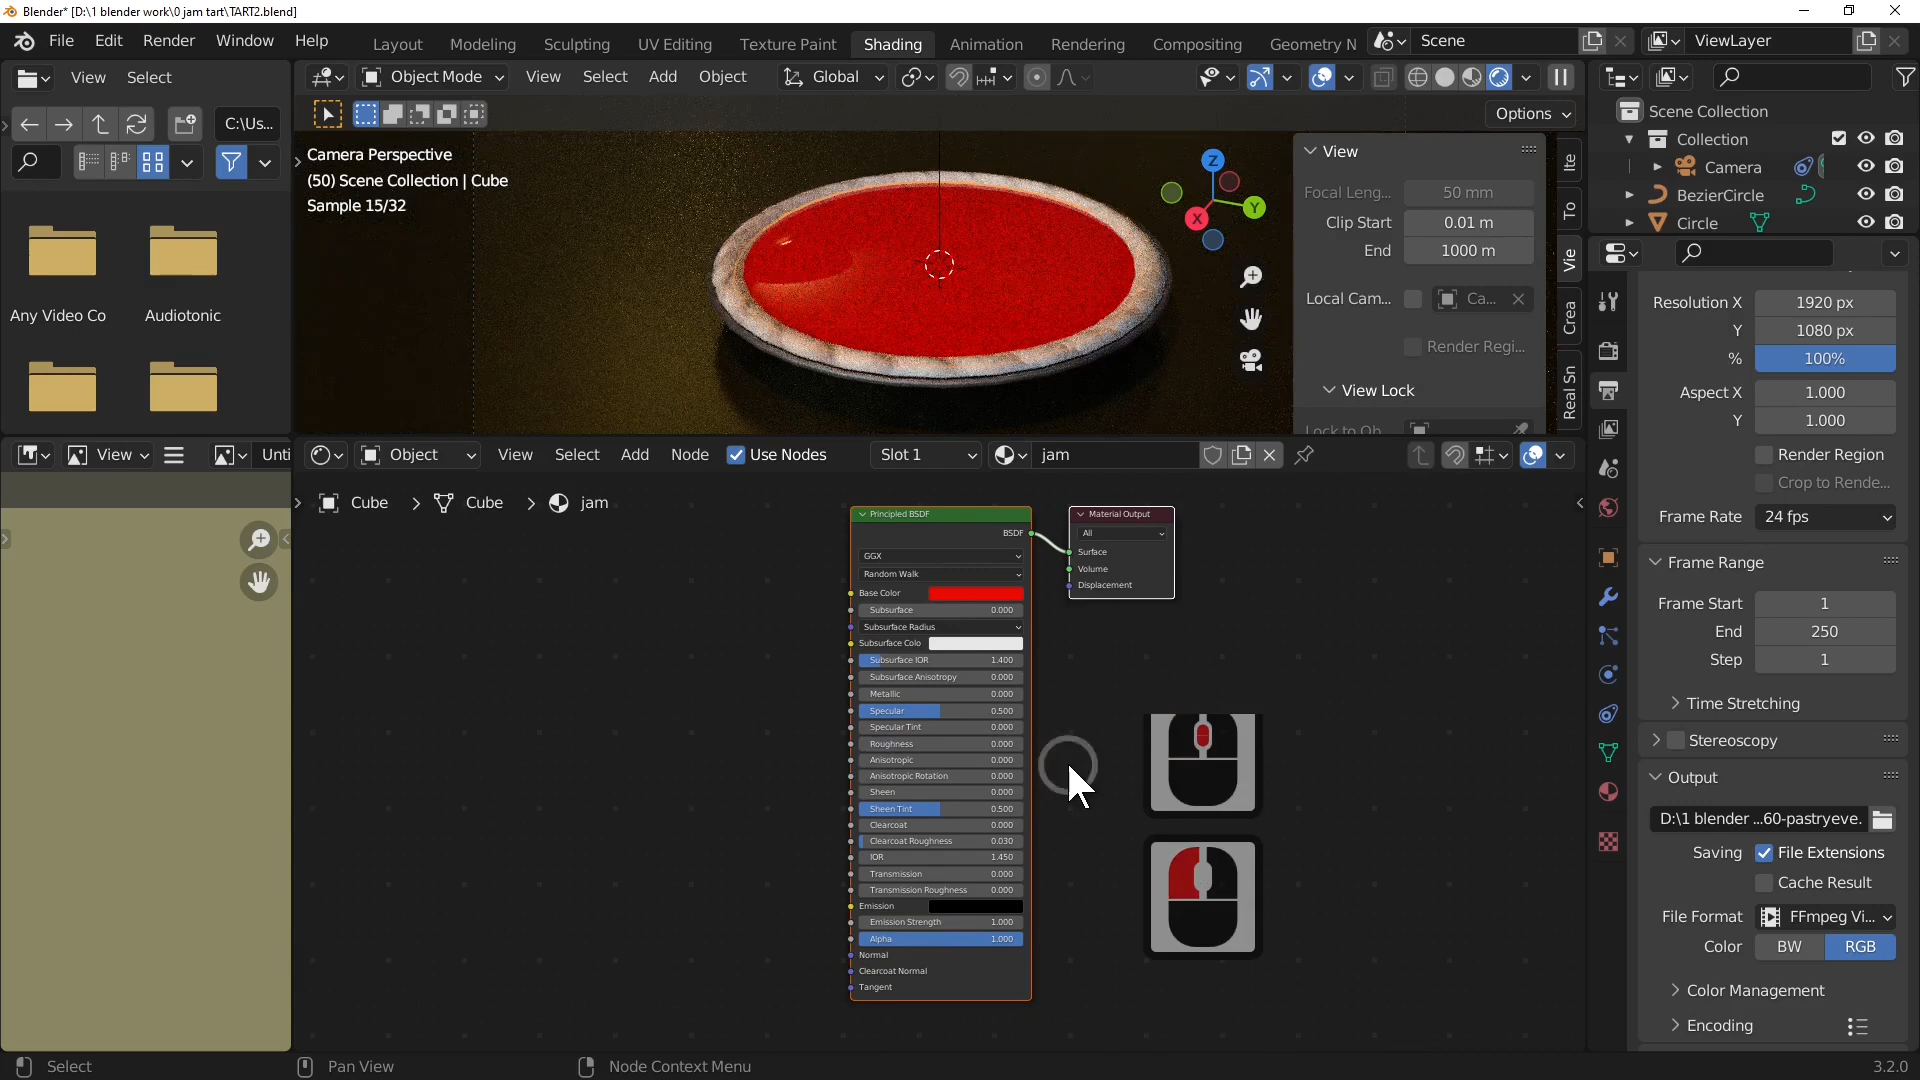 Blender* [D:\1 blender work\0 jam tart\TART2.blend]
File Edit Render Window Help
Layout Modeling Sculpting UV Editing Texture Paint Shading Animation Rendering Compositing Geometry N
Scene
ViewLayer
View Select
Object Mode View Select Add Object Global
C:\Us...
Options
Any Video Co
Audiotonic
Camera Perspective
(50) Scene Collection | Cube
Sample 15/32
Z
Y
X
View
Focal Leng... 50 mm
Clip Start 0.01 m
End 1000 m
Local Cam... Ca...
Render Regi...
View Lock
Lock to Ob
Ite
To
Vie
Crea
Real Sn
Scene Collection
Collection
Camera
BezierCircle
Circle
View
Unti
Object View Select Add Node Use Nodes Slot 1 jam
Cube > Cube > jam
Principled BSDF
BSDF
GGX
Random Walk
Base Color
Subsurface 0.000
Subsurface Radius
Subsurface Colo
Subsurface IOR 1.400
Subsurface Anisotropy 0.000
Metallic 0.000
Specular 0.500
Specular Tint 0.000
Roughness 0.000
Anisotropic 0.000
Anisotropic Rotation 0.000
Sheen 0.000
Sheen Tint 0.500
Clearcoat 0.000
Clearcoat Roughness 0.030
IOR 1.450
Transmission 0.000
Transmission Roughness 0.000
Emission
Emission Strength 1.000
Alpha 1.000
Normal
Clearcoat Normal
Tangent
Material Output
All
Surface
Volume
Displacement
Resolution X 1920 px
Y 1080 px
% 100%
Aspect X 1.000
Y 1.000
Render Region
Crop to Rende...
Frame Rate 24 fps
Frame Range
Frame Start 1
End 250
Step 1
Time Stretching
Stereoscopy
Output
D:\1 blender ...60-pastryeve.
Saving File Extensions
Cache Result
File Format FFmpeg Vi...
Color BW RGB
Color Management
Encoding
Select
Pan View
Node Context Menu
3.2.0